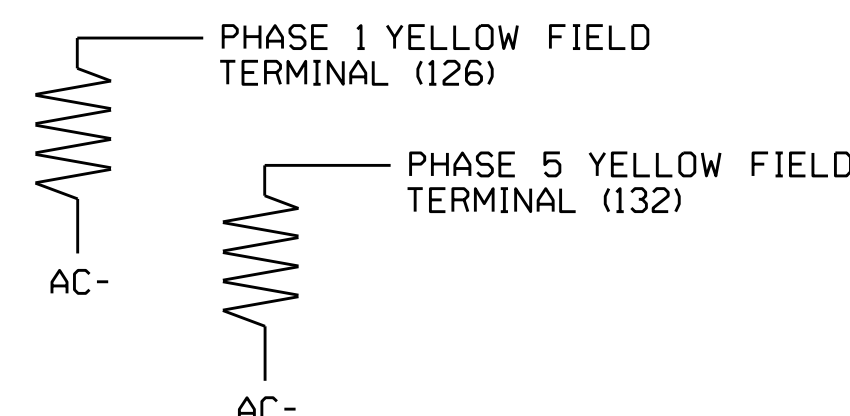 PHASE 1 YELLOW FIELD
TERMINAL (126)
AC-
PHASE 5 YELLOW FIELD
TERMINAL (132)
AC-